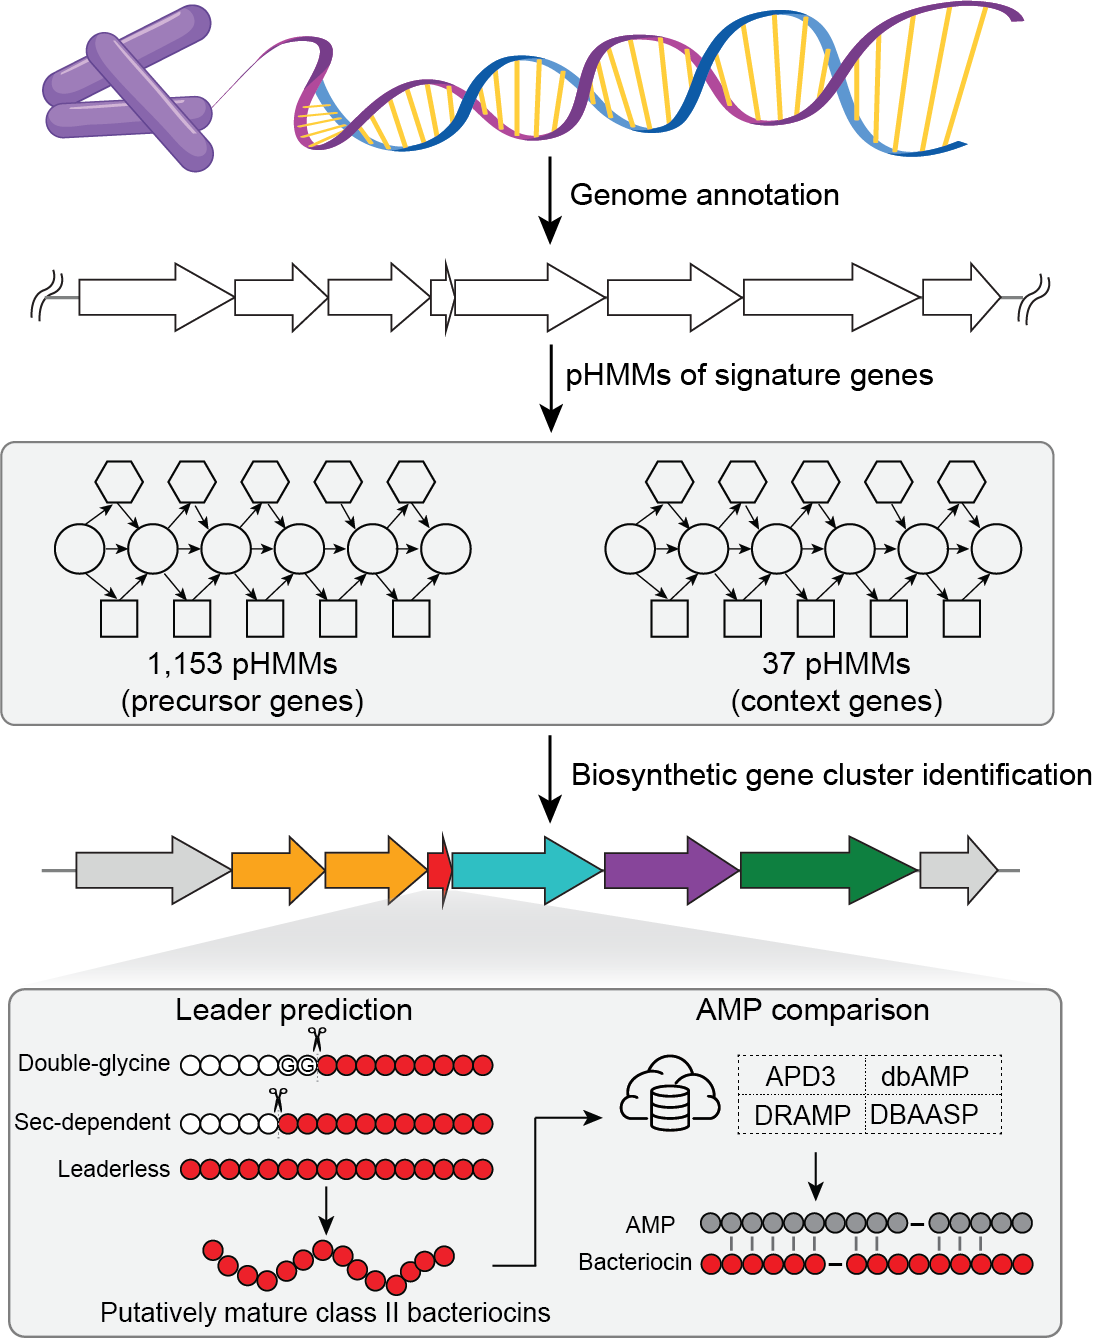 Genome annotation
pHMMs of signature genes
1,153 pHMMs
(precursor genes)
37 pHMMs
(context genes)
Biosynthetic gene cluster identification
Leader prediction
Double-glycine
GG
Sec-dependent
Leaderless
Putatively mature class II bacteriocins
AMP comparison
APD3
dbAMP
DRAMP
DBAASP
AMP
Bacteriocin